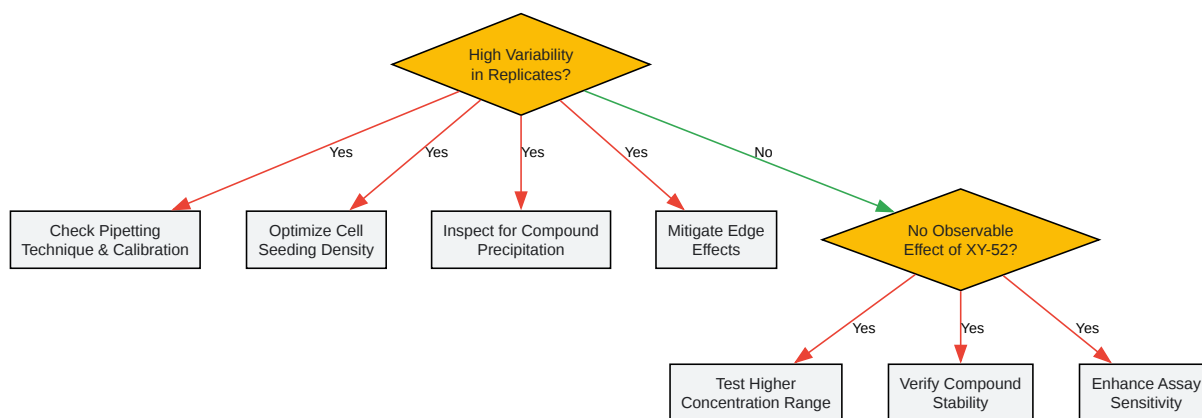 High Variability
in Replicates?
Yes
Yes
Yes
Yes
No
Check Pipetting
Technique & Calibration
Optimize Cell
Seeding Density
Inspect for Compound
Precipitation
Mitigate Edge
Effects
No Observable
Effect of XY-52?
Yes
Yes
Yes
Test Higher
Concentration Range
Verify Compound
Stability
Enhance Assay
Sensitivity